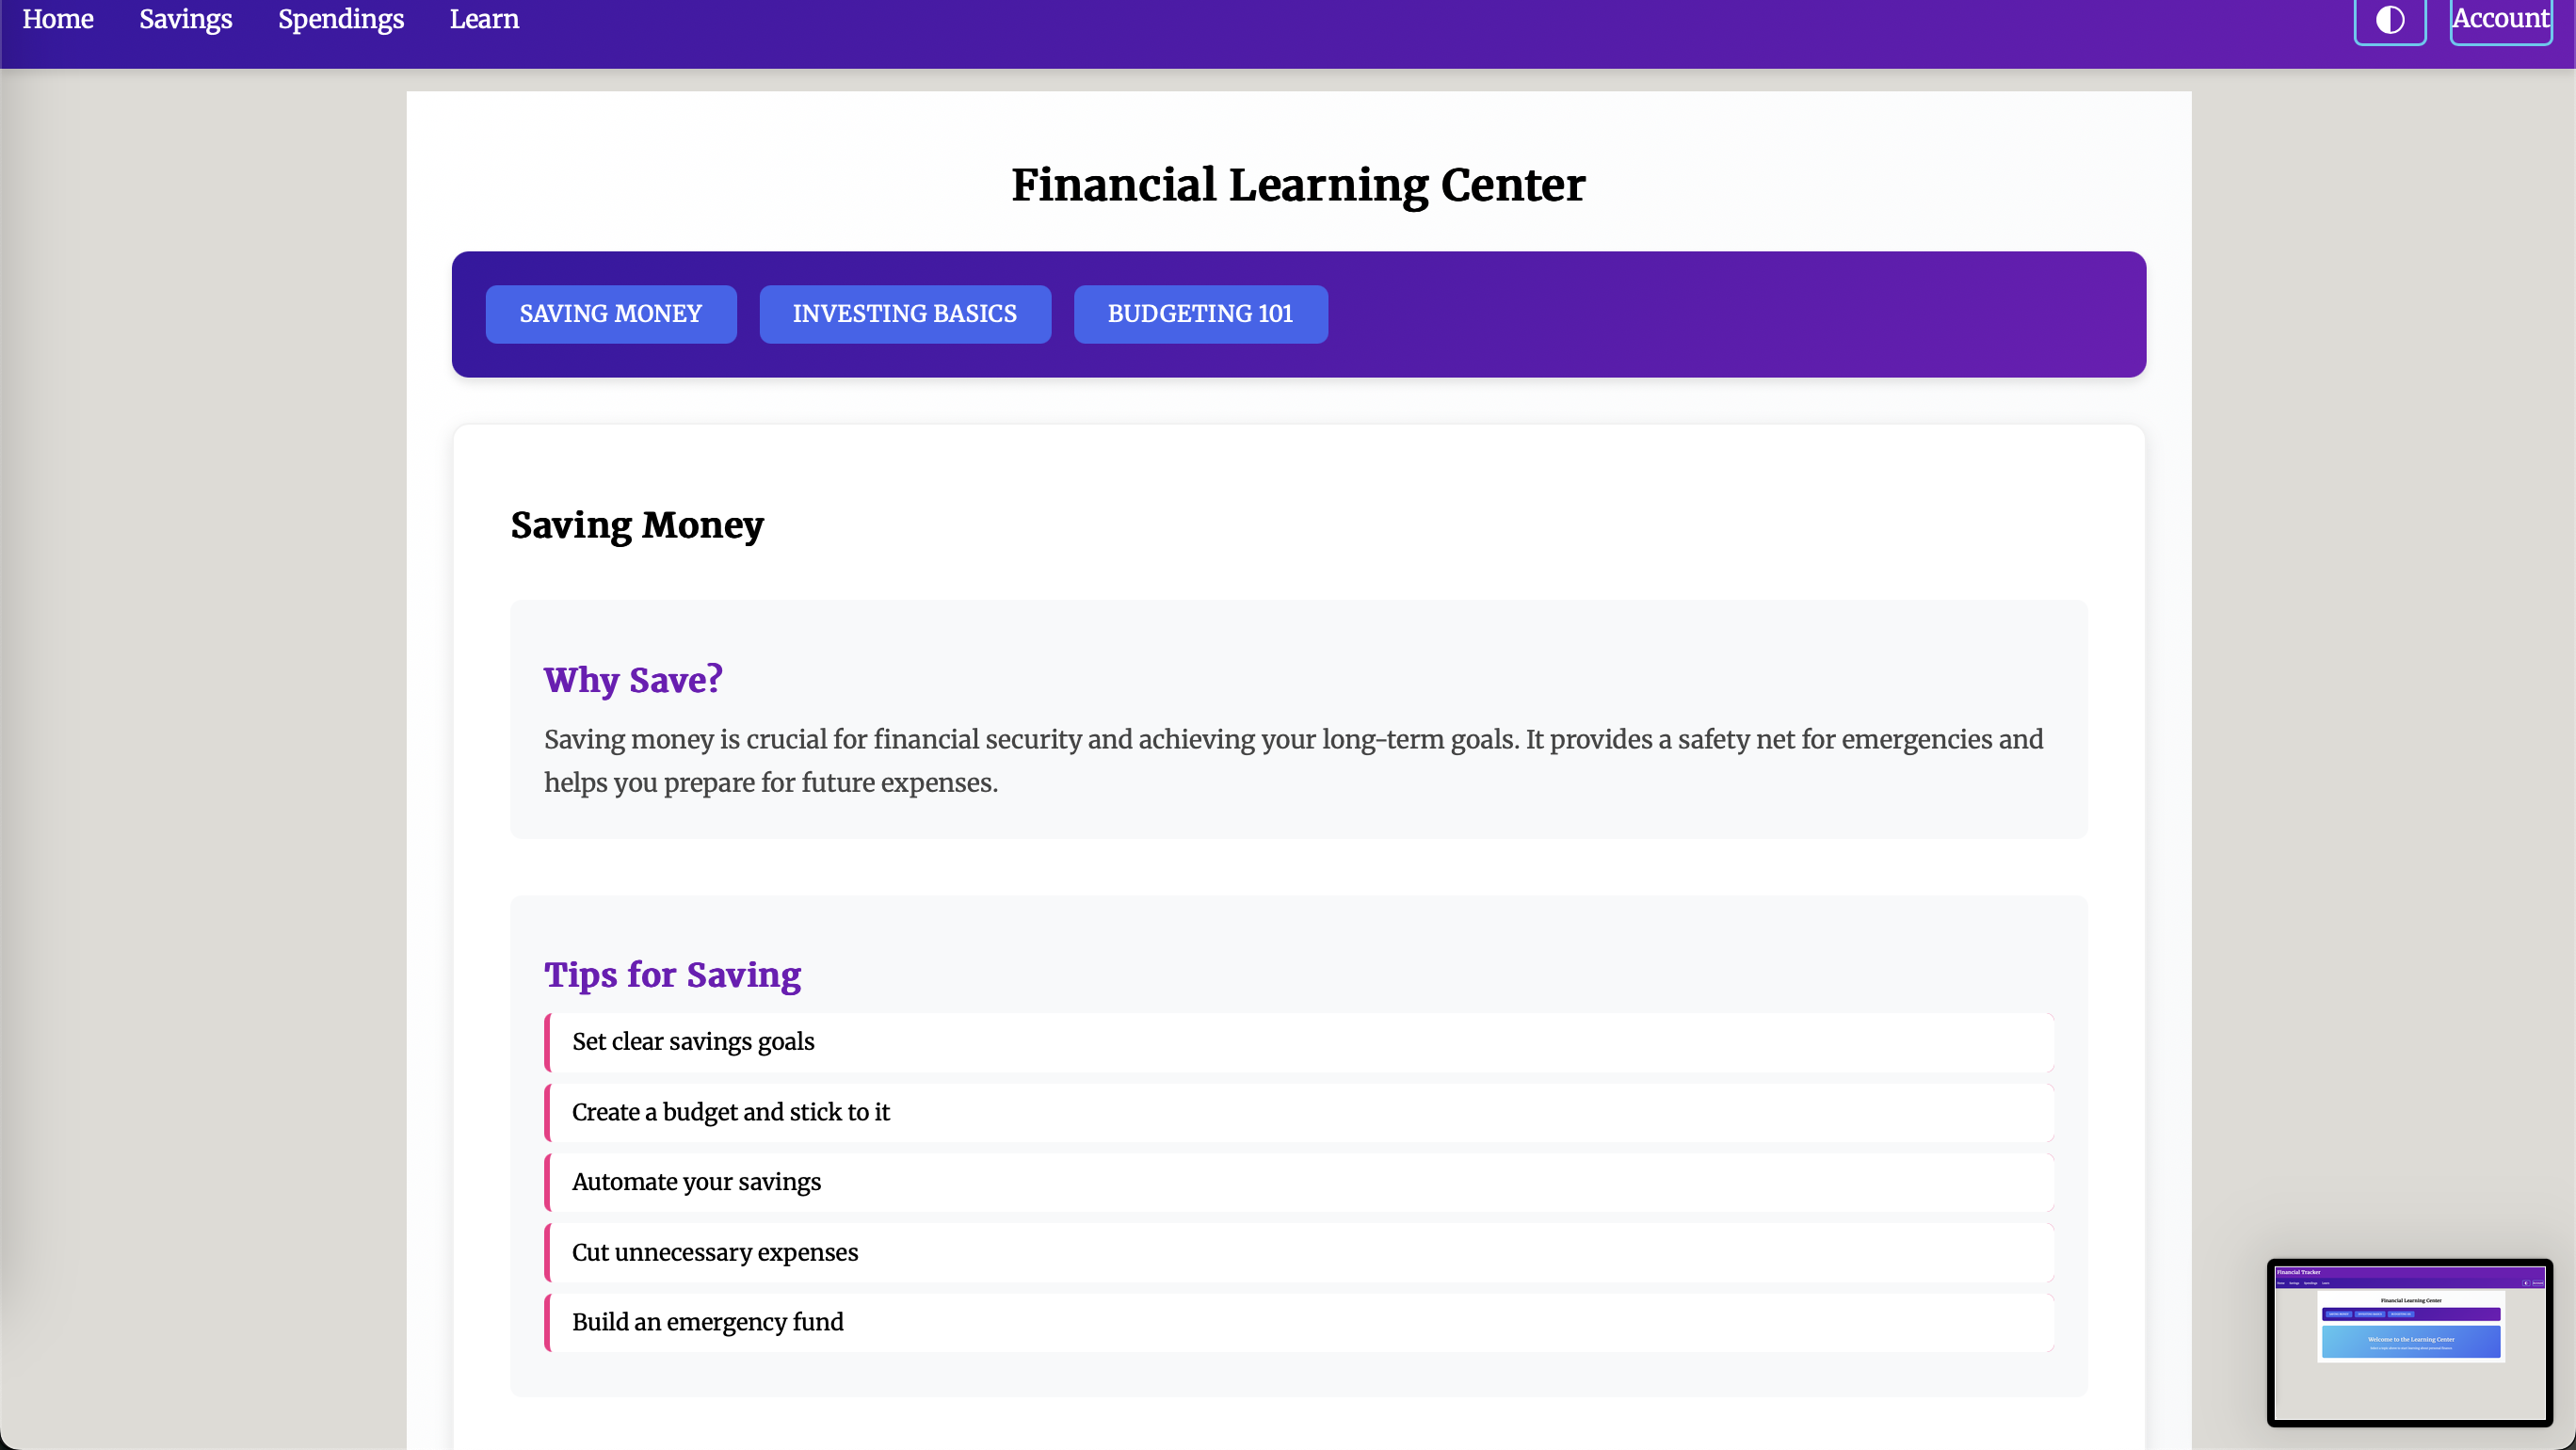 Home Savings Spendings Learn Account
Financial Learning Center
SAVING MONEY INVESTING BASICS BUDGETING 101
Saving Money
Why Save?
Saving money is crucial for financial security and achieving your long-term goals. It provides a safety net for emergencies and
helps you prepare for future expenses.
Tips for Saving
Set clear savings goals
Create a budget and stick to it
Automate your savings
Cut unnecessary expenses
Build an emergency fund
Financial Tracker
Financial Learning Center
Welcome to the Learning Center